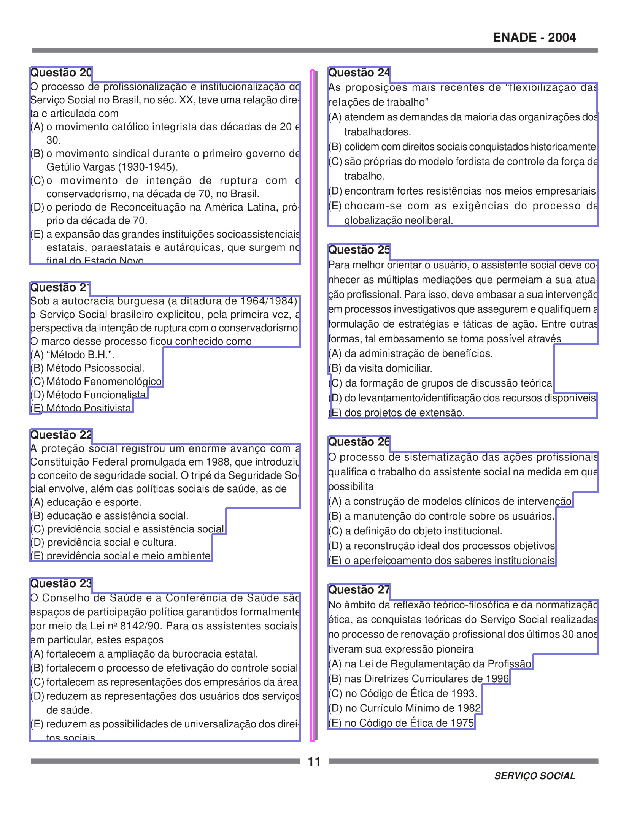 ENADE - 2004
Questão 20
O processo de profissionalização e institucionalização do
Serviço Social no Brasil, no séc. XX, teve uma relação dire-
ta e articulada com
(A) o movimento católico integrista das décadas de 20 e
30.
(B) o movimento sindical durante o primeiro governo de
Getúlio Vargas (1930-1945).
(C) o movimento de intenção de ruptura com o
conservadorismo, na década de 70, no Brasil.
(D) o período de Reconceituação na América Latina, pró-
prio da década de 70.
(E) a expansão das grandes instituições socioassistenciais
estatais, paraestatais e autárquicas, que surgem no
final do Estado Novo.
Questão 21
Sob a autocracia burguesa (a ditadura de 1964/1984)
o Serviço Social brasileiro explicitou, pela primeira vez, a
perspectiva da intenção de ruptura com o conservadorismo.
O marco desse processo ficou conhecido como
(A) “Método B.H.”.
(B) Método Psicossocial.
(C) Método Fenomenológico.
(D) Método Funcionalista.
(E) Método Positivista.
Questão 22
A proteção social registrou um enorme avanço com a
Constituição Federal promulgada em 1988, que introduziu
o conceito de seguridade social. O tripé da Seguridade So-
cial envolve, além das políticas sociais de saúde, as de
(A) educação e esporte.
(B) educação e assistência social.
(C) previdência social e assistência social.
(D) previdência social e cultura.
(E) previdência social e meio ambiente.
Questão 23
O Conselho de Saúde e a Conferência de Saúde são
espaços de participação política garantidos formalmente
por meio da Lei nº 8142/90. Para os assistentes sociais,
em particular, estes espaços
(A) fortalecem a ampliação da burocracia estatal.
(B) fortalecem o processo de efetivação do controle social.
(C) fortalecem as representações dos empresários da área.
(D) reduzem as representações dos usuários dos serviços
de saúde.
(E) reduzem as possibilidades de universalização dos direi-
tos sociais.
Questão 24
As proposições mais recentes de “flexibilização das
relações de trabalho”
(A) atendem as demandas da maioria das organizações dos
trabalhadores.
(B) colidem com direitos sociais conquistados historicamente.
(C) são próprias do modelo fordista de controle da força de
trabalho.
(D) encontram fortes resistências nos meios empresariais.
(E) chocam-se com as exigências do processo de
globalização neoliberal.
Questão 25
Para melhor orientar o usuário, o assistente social deve co-
nhecer as múltiplas mediações que permeiam a sua atua-
ção profissional. Para isso, deve embasar a sua intervenção
em processos investigativos que assegurem e qualifiquem a
formulação de estratégias e táticas de ação. Entre outras
formas, tal embasamento se torna possível através
(A) da administração de benefícios.
(B) da visita domiciliar.
(C) da formação de grupos de discussão teórica.
(D) do levantamento/identificação dos recursos disponíveis.
(E) dos projetos de extensão.
Questão 26
O processo de sistematização das ações profissionais
qualifica o trabalho do assistente social na medida em que
possibilita
(A) a construção de modelos clínicos de intervenção.
(B) a manutenção do controle sobre os usuários.
(C) a definição do objeto institucional.
(D) a reconstrução ideal dos processos objetivos.
(E) o aperfeiçoamento dos saberes institucionais.
Questão 27
No âmbito da reflexão teórico-filosófica e da normatização
ética, as conquistas teóricas do Serviço Social realizadas
no processo de renovação profissional dos últimos 30 anos
tiveram sua expressão pioneira
(A) na Lei de Regulamentação da Profissão.
(B) nas Diretrizes Curriculares de 1996.
(C) no Código de Ética de 1993.
(D) no Currículo Mínimo de 1982.
(E) no Código de Ética de 1975.
11
SERVIÇO SOCIAL